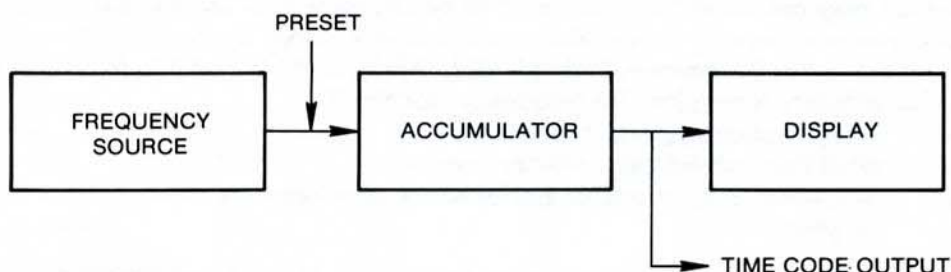 PRESET
FREQUENCY
SOURCE
ACCUMULATOR
DISPLAY
TIME CODE OUTPUT